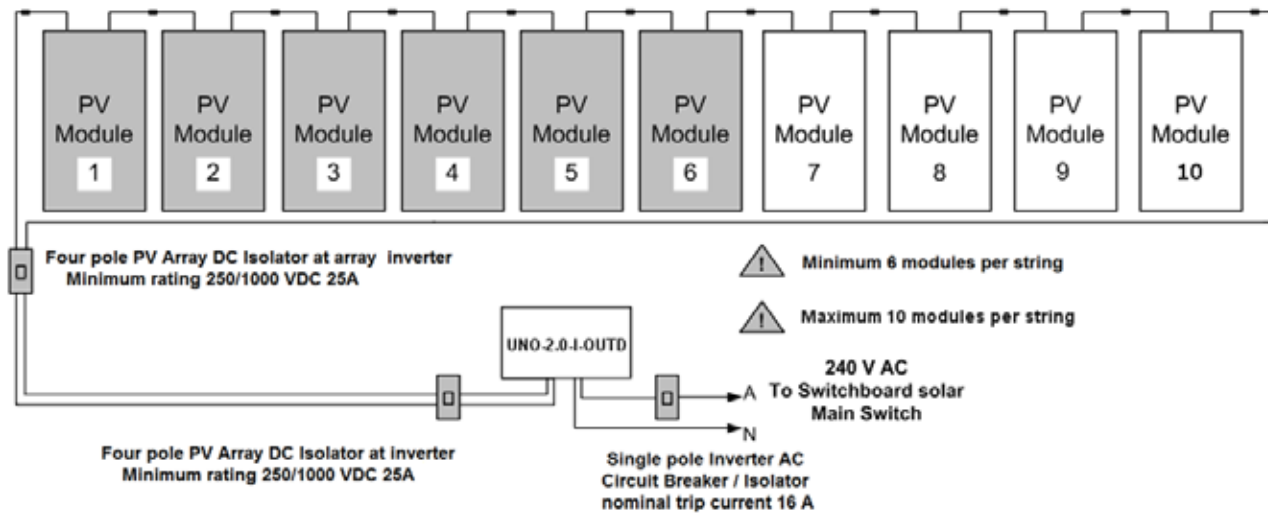 PV Module 1
PV Module 2
PV Module 3
PV Module 4
PV Module 5
PV Module 6
PV Module 7
PV Module 8
PV Module 9
PV Module 10
Four pole PV Array DC Isolator at array inverter
Minimum rating 250/1000 VDC 25A
! Minimum 6 modules per string
! Maximum 10 modules per string
UNO-2.0-I-OUTD
240 V AC
To Switchboard solar
Main Switch
A
N
Four pole PV Array DC Isolator at inverter
Minimum rating 250/1000 VDC 25A
Single pole Inverter AC
Circuit Breaker / Isolator
nominal trip current 16 A